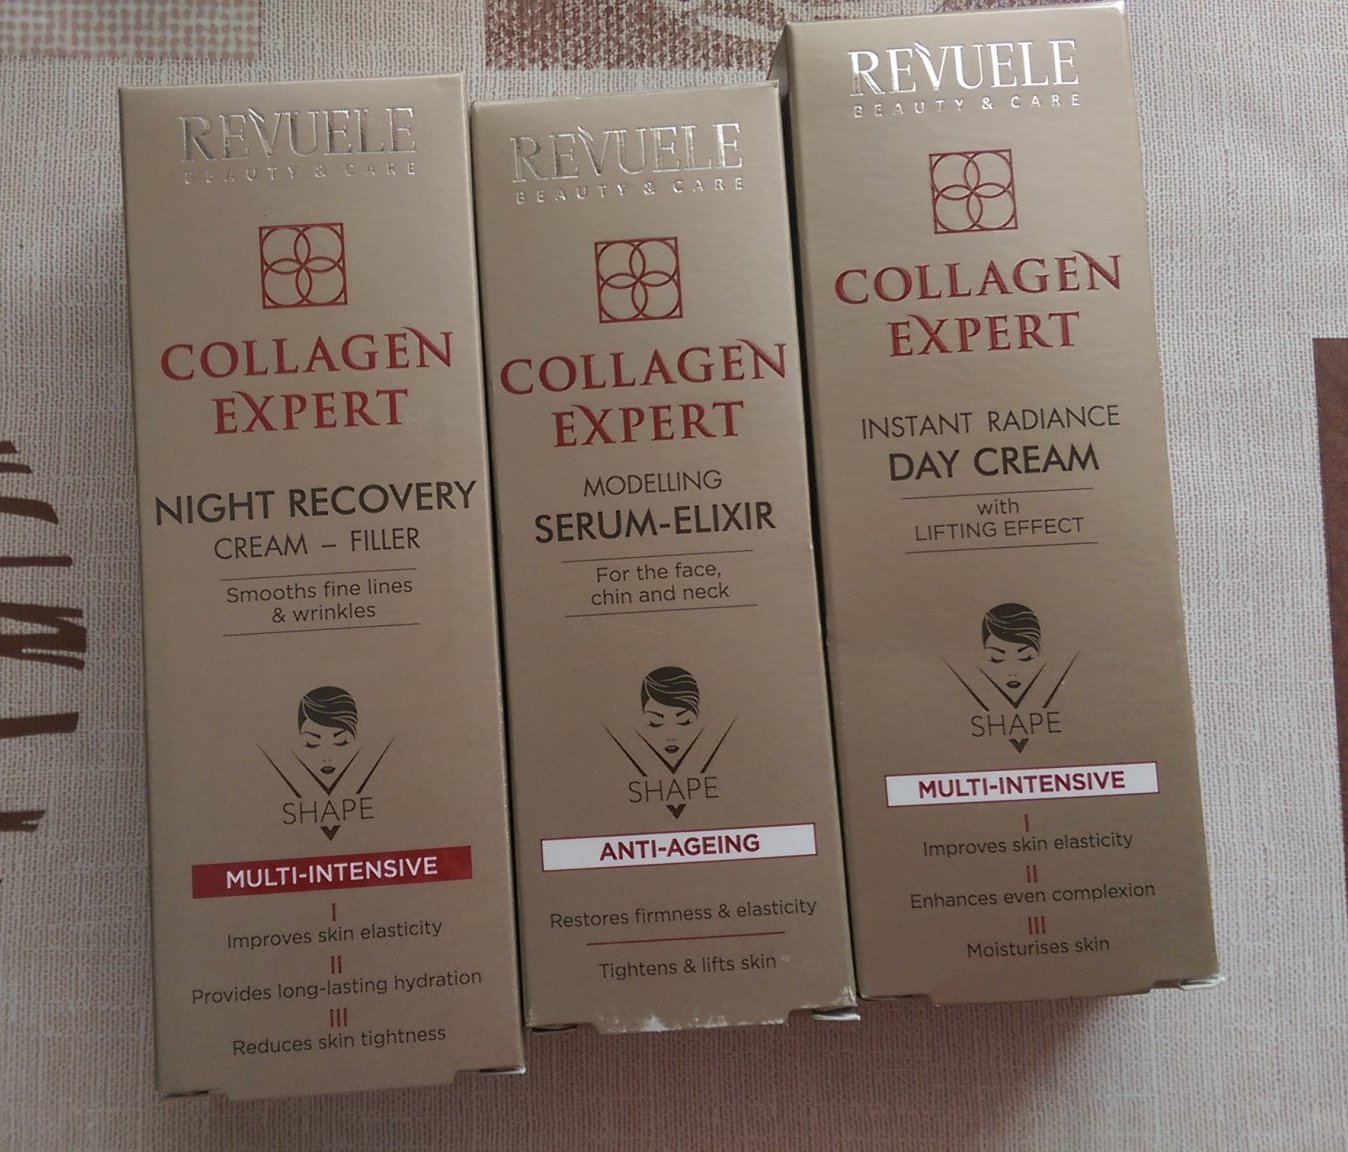 REVUELE
BEAUTY & CARE
COLLAGEN
EXPERT
NIGHT RECOVERY
CREAM – FILLER
Smooths fine lines
& wrinkles
SHAPE
MULTI-INTENSIVE
I
Improves skin elasticity
II
Provides long-lasting hydration
III
Reduces skin tightness
REVUELE
BEAUTY & CARE
COLLAGEN
EXPERT
MODELLING
SERUM-ELIXIR
For the face,
chin and neck
SHAPE
ANTI-AGEING
Restores firmness & elasticity
Tightens & lifts skin
REVUELE
BEAUTY & CARE
COLLAGEN
EXPERT
INSTANT RADIANCE
DAY CREAM
with
LIFTING EFFECT
SHAPE
MULTI-INTENSIVE
I
Improves skin elasticity
II
Enhances even complexion
III
Moisturises skin